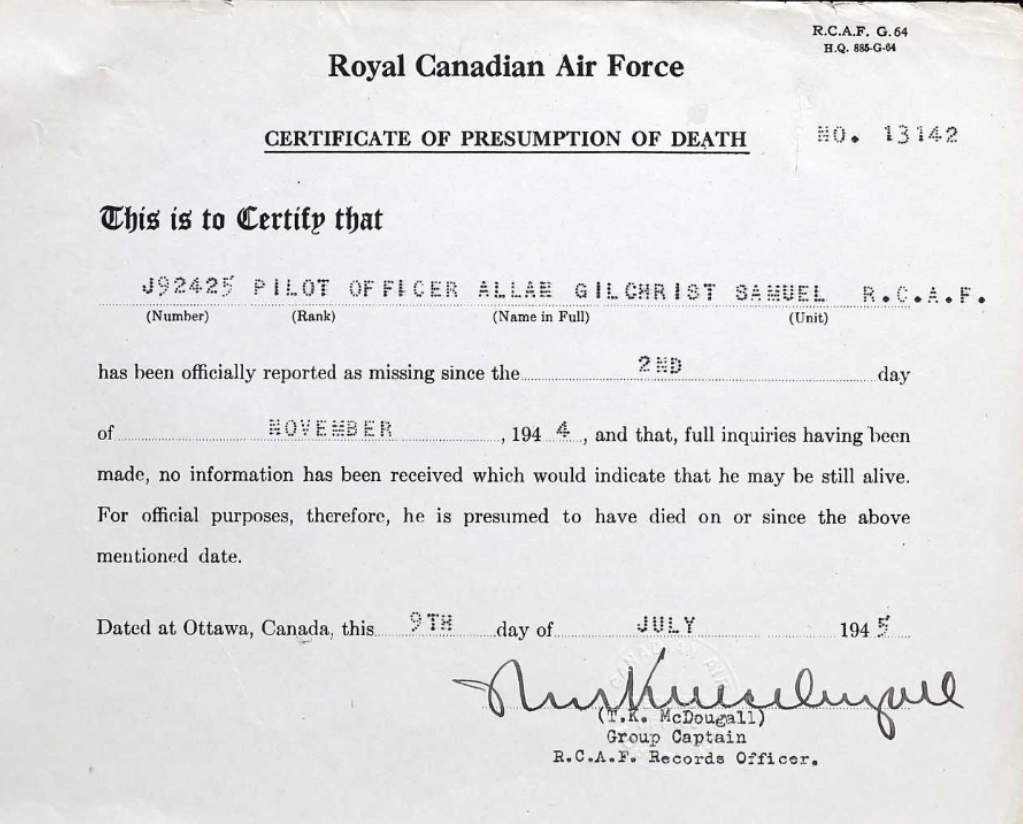 R.C.A.F. G. 64
H.Q. 885-G-64
Royal Canadian Air Force
CERTIFICATE OF PRESUMPTION OF DEATH NO. 13142
This is to Certify that
J92425 PILOT OFFICER ALLAN GILCHRIST SAMUEL R.C.A.F.
(Number) (Rank) (Name in Full) (Unit)
has been officially reported as missing since the 2ND day
of NOVEMBER, 1944, and that, full inquiries having been
made, no information has been received which would indicate that he may be still alive.
For official purposes, therefore, he is presumed to have died on or since the above
mentioned date.
Dated at Ottawa, Canada, this 9TH day of JULY 1945
(T.K. McDougall)
Group Captain
R.C.A.F. Records Officer.